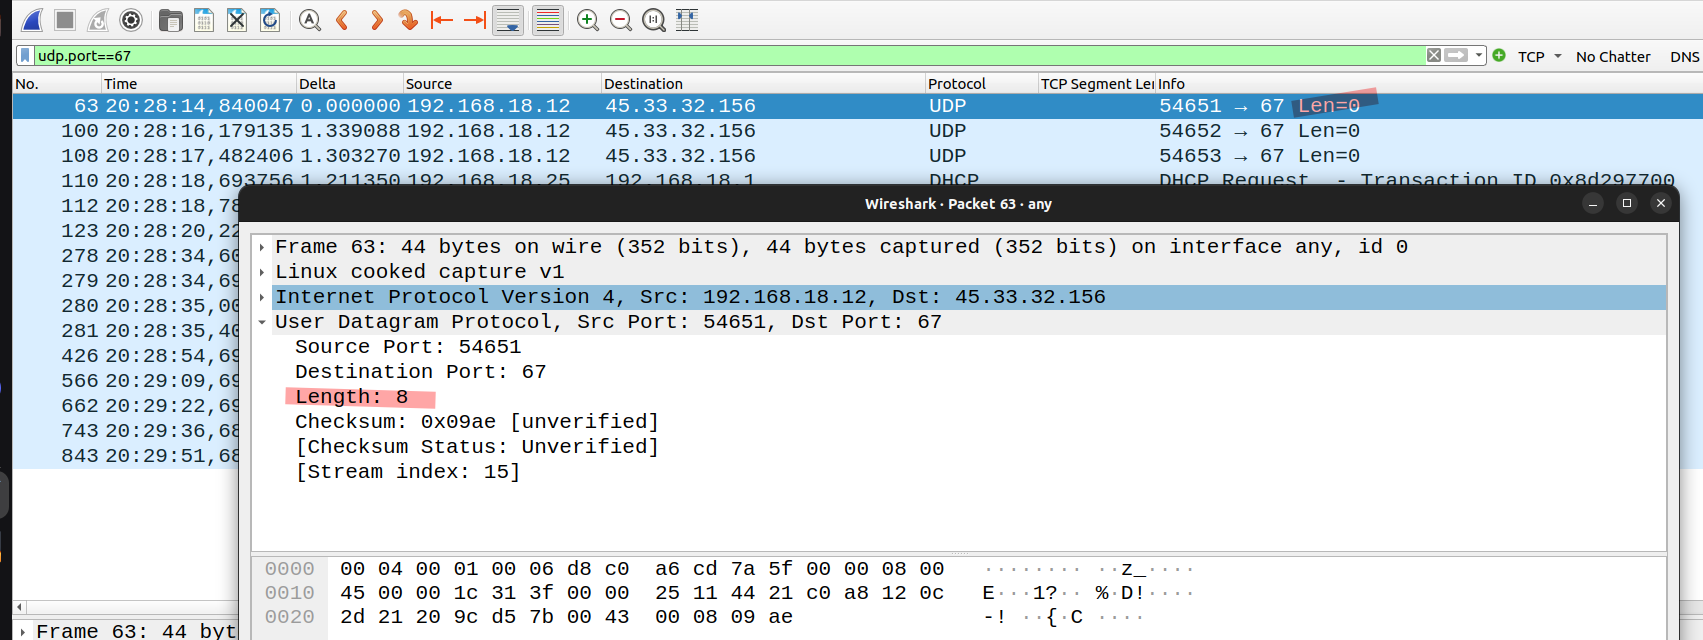 udp.port==67 TCP No Chatter DNS
No. Time Delta Source Destination Protocol TCP Segment Ler Info
63 20:28:14,840047 0.000000 192.168.18.12 45.33.32.156 UDP 54651 → 67 Len=0
100 20:28:16,179135 1.339088 192.168.18.12 45.33.32.156 UDP 54652 → 67 Len=0
108 20:28:17,482406 1.303270 192.168.18.12 45.33.32.156 UDP 54653 → 67 Len=0
110 20:28:18,693756 1.211350 192.168.18.25 192.168.18.1 DHCP DHCP Request - Transaction ID 0x8d297700
112 20:28:18,78
123 20:28:20,22
278 20:28:34,60
279 20:28:34,69
280 20:28:35,00
281 20:28:35,40
426 20:28:54,69
566 20:29:09,69
662 20:29:22,69
743 20:29:36,68
843 20:29:51,68
Wireshark · Packet 63 · any
Frame 63: 44 bytes on wire (352 bits), 44 bytes captured (352 bits) on interface any, id 0
Linux cooked capture v1
Internet Protocol Version 4, Src: 192.168.18.12, Dst: 45.33.32.156
User Datagram Protocol, Src Port: 54651, Dst Port: 67
Source Port: 54651
Destination Port: 67
Length: 8
Checksum: 0x09ae [unverified]
[Checksum Status: Unverified]
[Stream index: 15]
0000 00 04 00 01 00 06 d8 c0 a6 cd 7a 5f 00 00 08 00 ········ ··z_····
0010 45 00 00 1c 31 3f 00 00 25 11 44 21 c0 a8 12 0c E···1?·· %·D!····
0020 2d 21 20 9c d5 7b 00 43 00 08 09 ae -! ··{·C ····
Frame 63: 44 byt